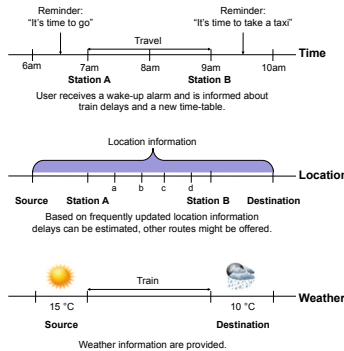 Reminder:
"It's time to go"
Reminder:
"It's time to take a taxi"
Travel
Time
6am
7am
8am
9am
10am
Station A
Station B
User receives a wake-up alarm and is informed about
train delays and a new time-table.
Location information
Location
a
b
c
d
Source
Station A
Station B
Destination
Based on frequently updated location information
delays can be estimated, other routes might be offered.
Train
Weather
15 °C
10 °C
Source
Destination
Weather information are provided.